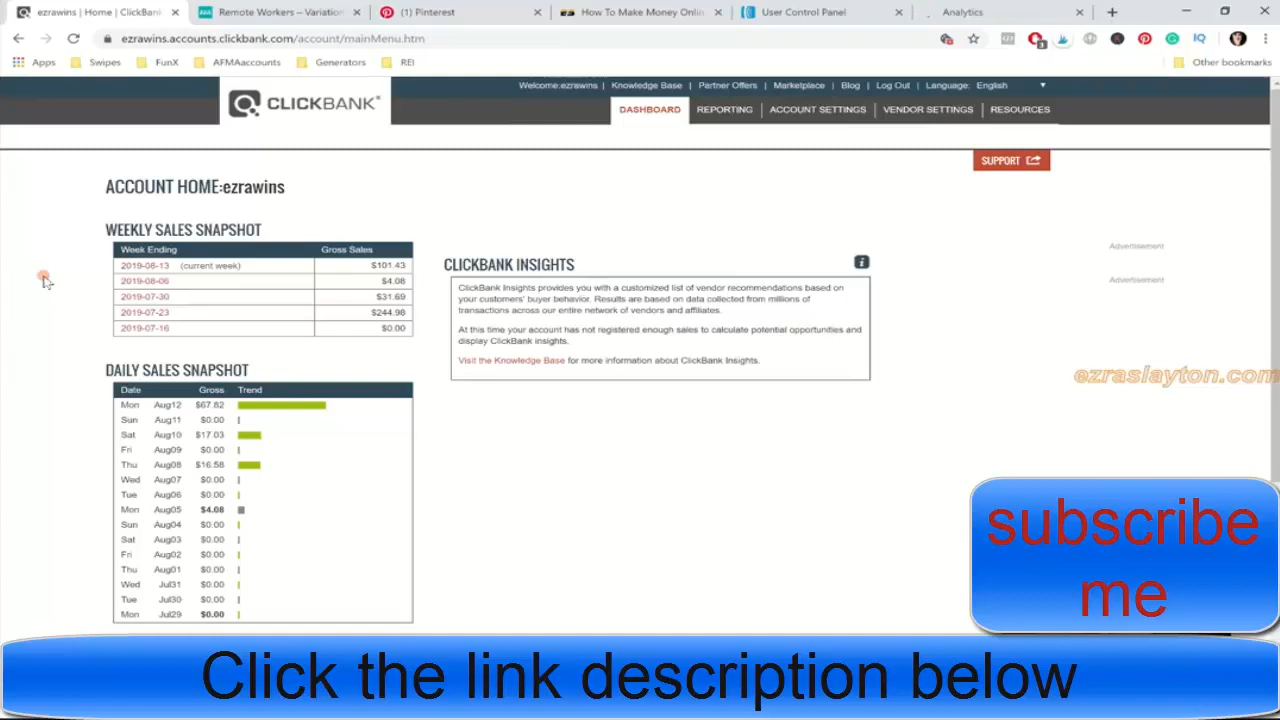 ezrawins | Home | ClickBan
Remote Workers – Variation
(1) Pinterest
How To Make Money Onlin
User Control Panel
Analytics
ezrawins.accounts.clickbank.com/account/mainMenu.htm
Apps
Swipes
FunX
AFMAaccounts
Generators
REI
Other bookmarks
Welcome:ezrawins | Knowledge Base | Partner Offers | Marketplace | Blog | Log Out | Language: English
CLICKBANK
DASHBOARD
REPORTING
ACCOUNT SETTINGS
VENDOR SETTINGS
RESOURCES
SUPPORT
ACCOUNT HOME:ezrawins
WEEKLY SALES SNAPSHOT
Week Ending Gross Sales
2019-08-13 (current week) $101.43
2019-08-06 $4.08
2019-07-30 $31.69
2019-07-23 $244.98
2019-07-16 $0.00
CLICKBANK INSIGHTS
ClickBank Insights provides you with a customized list of vendor recommendations based on
your customers' buyer behavior. Results are based on data collected from millions of
transactions across our entire network of vendors and affiliates.
At this time your account has not registered enough sales to calculate potential opportunities and
display ClickBank insights.
Visit the Knowledge Base for more information about ClickBank Insights.
Advertisement
Advertisement
ezraslayton.com
DAILY SALES SNAPSHOT
Date Gross Trend
Mon Aug12 $67.82
Sun Aug11 $0.00
Sat Aug10 $17.03
Fri Aug09 $0.00
Thu Aug08 $16.58
Wed Aug07 $0.00
Tue Aug06 $0.00
Mon Aug05 $4.08
Sun Aug04 $0.00
Sat Aug03 $0.00
Fri Aug02 $0.00
Thu Aug01 $0.00
Wed Jul31 $0.00
Tue Jul30 $0.00
Mon Jul29 $0.00
subscribe
me
Click the link description below